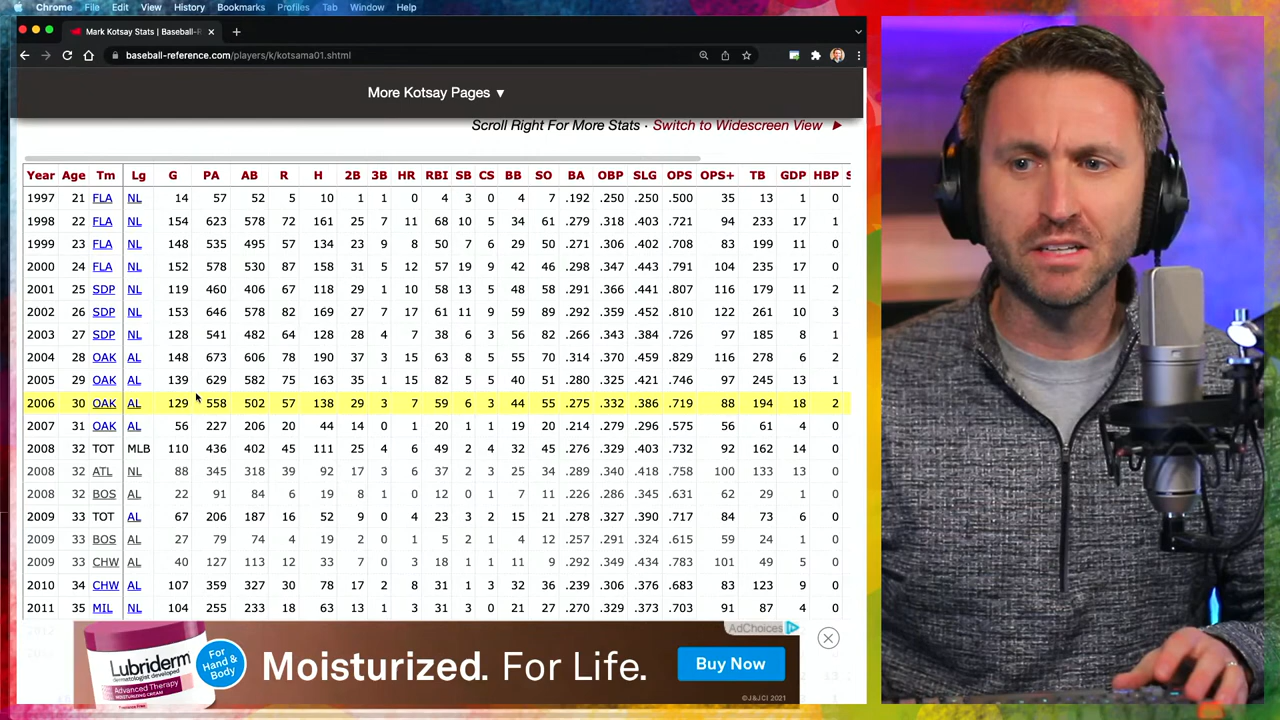 Chrome File Edit View History Bookmarks Profiles Tab Window Help
Mark Kotsay Stats | Baseball-R
baseball-reference.com/players/k/kotsama01.shtml
More Kotsay Pages ▼
Scroll Right For More Stats · Switch to Widescreen View ►
Year Age Tm Lg G PA AB R H 2B 3B HR RBI SB CS BB SO BA OBP SLG OPS OPS+ TB GDP HBP S
1997 21 FLA NL 14 57 52 5 10 1 1 0 4 3 0 4 7 .192 .250 .250 .500 35 13 1 0
1998 22 FLA NL 154 623 578 72 161 25 7 11 68 10 5 34 61 .279 .318 .403 .721 94 233 17 1
1999 23 FLA NL 148 535 495 57 134 23 9 8 50 7 6 29 50 .271 .306 .402 .708 83 199 11 0
2000 24 FLA NL 152 578 530 87 158 31 5 12 57 19 9 42 46 .298 .347 .443 .791 104 235 17 0
2001 25 SDP NL 119 460 406 67 118 29 1 10 58 13 5 48 58 .291 .366 .441 .807 116 179 11 2
2002 26 SDP NL 153 646 578 82 169 27 7 17 61 11 9 59 89 .292 .359 .452 .810 122 261 10 3
2003 27 SDP NL 128 541 482 64 128 28 4 7 38 6 3 56 82 .266 .343 .384 .726 97 185 8 1
2004 28 OAK AL 148 673 606 78 190 37 3 15 63 8 5 55 70 .314 .370 .459 .829 116 278 6 2
2005 29 OAK AL 139 629 582 75 163 35 1 15 82 5 5 40 51 .280 .325 .421 .746 97 245 13 1
2006 30 OAK AL 129 558 502 57 138 29 3 7 59 6 3 44 55 .275 .332 .386 .719 88 194 18 2
2007 31 OAK AL 56 227 206 20 44 14 0 1 20 1 1 19 20 .214 .279 .296 .575 56 61 4 0
2008 32 TOT MLB 110 436 402 45 111 25 4 6 49 2 4 32 45 .276 .329 .403 .732 92 162 14 0
2008 32 ATL NL 88 345 318 39 92 17 3 6 37 2 3 25 34 .289 .340 .418 .758 100 133 13 0
2008 32 BOS AL 22 91 84 6 19 8 1 0 12 0 1 7 11 .226 .286 .345 .631 62 29 1 0
2009 33 TOT AL 67 206 187 16 52 9 0 4 23 3 2 15 21 .278 .327 .390 .717 84 73 6 0
2009 33 BOS AL 27 79 74 4 19 2 0 1 5 2 1 4 12 .257 .291 .324 .615 59 24 1 0
2009 33 CHW AL 40 127 113 12 33 7 0 3 18 1 1 11 9 .292 .349 .434 .783 101 49 5 0
2010 34 CHW AL 107 359 327 30 78 17 2 8 31 1 3 32 36 .239 .306 .376 .683 83 123 9 0
2011 35 MIL NL 104 255 233 18 63 13 1 3 31 3 0 21 27 .270 .329 .373 .703 91 87 4 0
AdChoices
Lubriderm
dermatologist developed
Advanced Therapy
For Hand & Body
Moisturized. For Life.
Buy Now
©J&JCI 2021